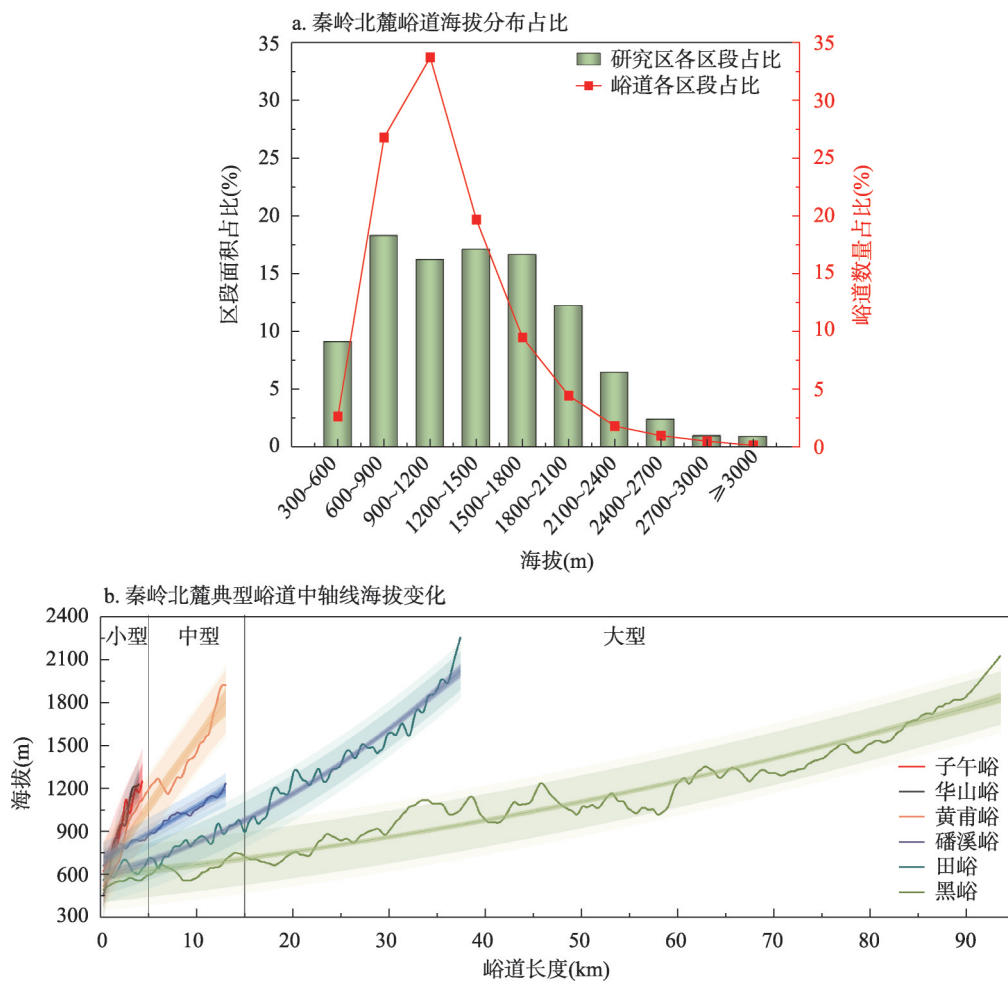 a. 秦岭北麓峪道海拔分布占比
35 35
30 30
25 25
20 20
15 15
10 10
5 5
0 0
区段面积占比(%)
峪道数量占比(%)
研究区各区段占比
峪道各区段占比
300~600 600~900 900~1200 1200~1500 1500~1800 1800~2100 2100~2400 2400~2700 2700~3000 ≥3000
海拔(m)
b. 秦岭北麓典型峪道中轴线海拔变化
2400
2100
1800
1500
1200
900
600
300
海拔(m)
小型 中型 大型
子午峪
华山峪
黄甫峪
磻溪峪
田峪
黑峪
0 10 20 30 40 50 60 70 80 90
峪道长度(km)